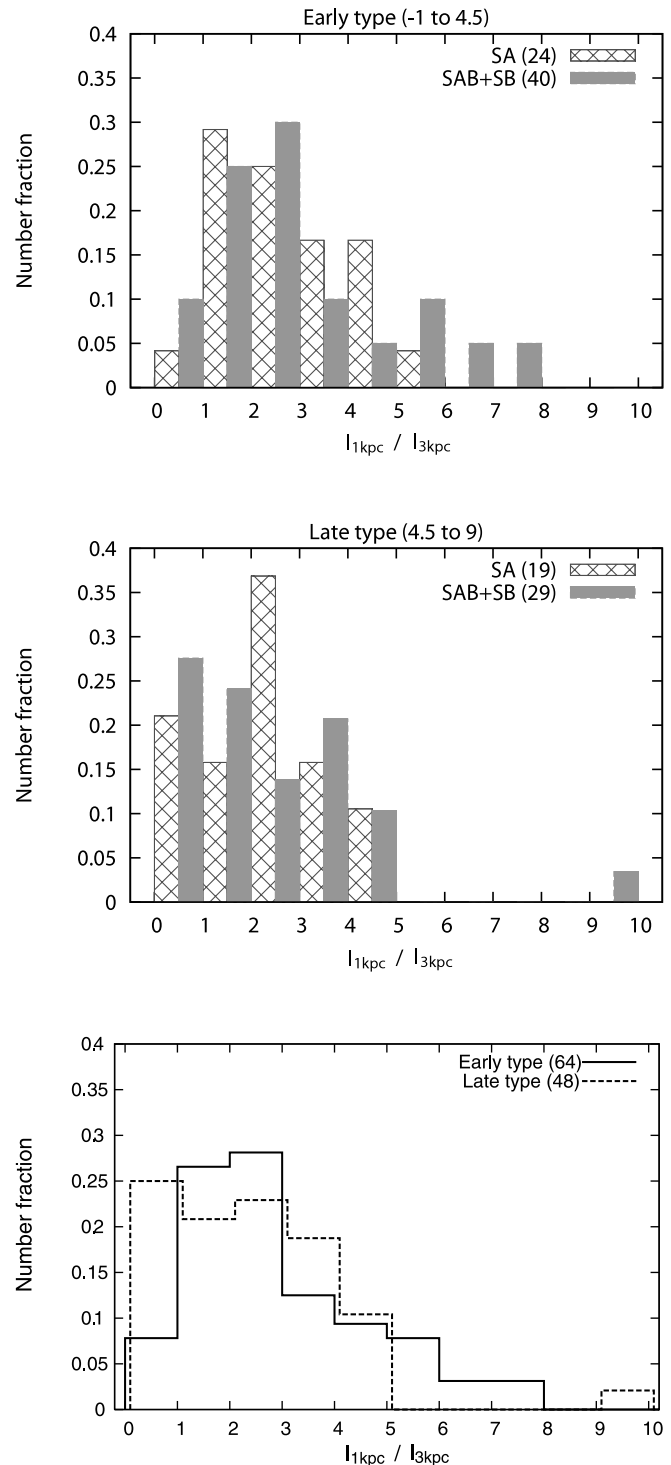 Early type (-1 to 4.5)
SA (24)
SAB+SB (40)
0.4
0.35
0.3
0.25
0.2
0.15
0.1
0.05
0
Number fraction
0 1 2 3 4 5 6 7 8 9 10
I1kpc / I3kpc
Late type (4.5 to 9)
SA (19)
SAB+SB (29)
0.4
0.35
0.3
0.25
0.2
0.15
0.1
0.05
0
Number fraction
0 1 2 3 4 5 6 7 8 9 10
I1kpc / I3kpc
Early type (64)
Late type (48)
0.4
0.35
0.3
0.25
0.2
0.15
0.1
0.05
0
Number fraction
0 1 2 3 4 5 6 7 8 9 10
I1kpc / I3kpc